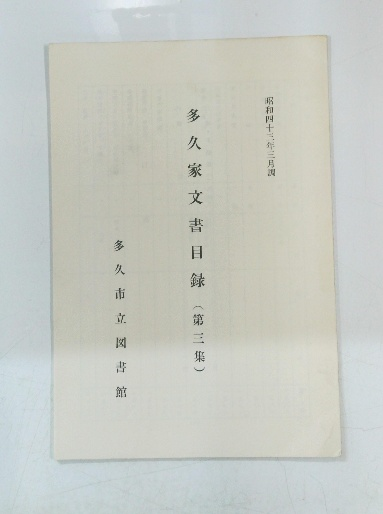 昭和四十三年三月調
多久家文書目録(第三集)
多久市立図書館